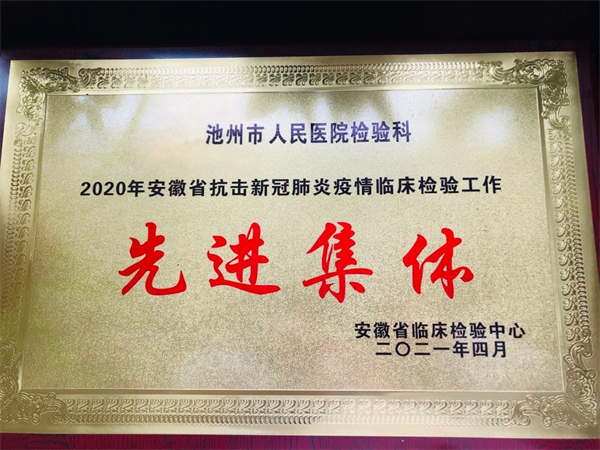 池州市人民医院检验科
2020年安徽省抗击新冠肺炎疫情临床检验工作
先进集体
安徽省临床检验中心
二〇二一年四月